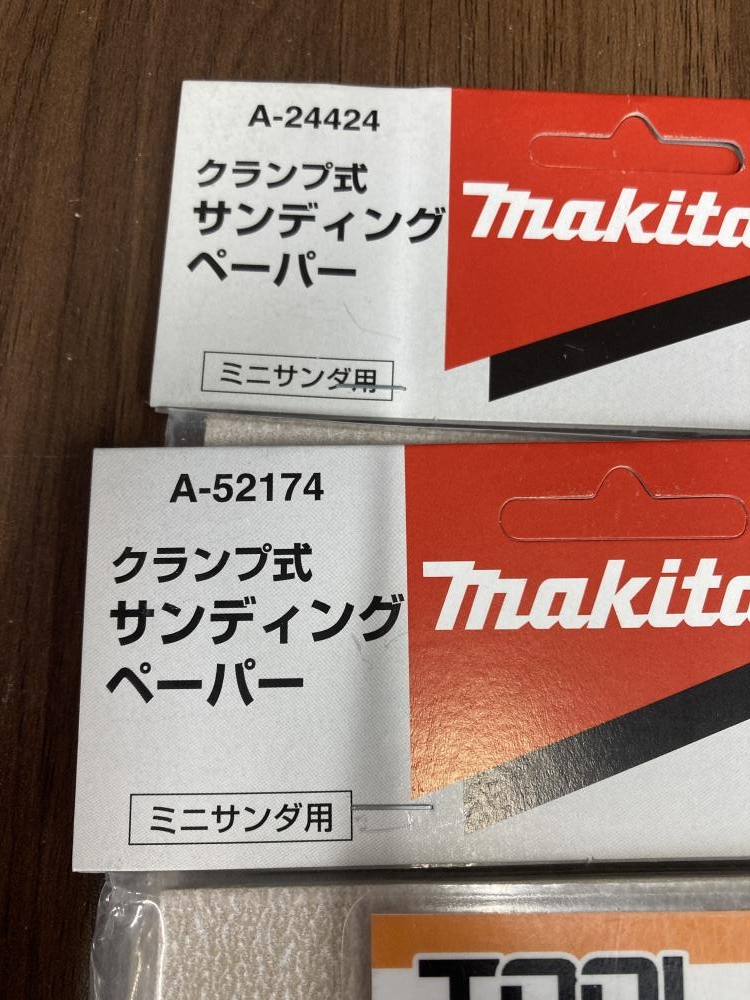 A-24424
クランプ式
サンディング
ペーパー
ミニサンダ用
makita
A-52174
クランプ式
サンディング
ペーパー
ミニサンダ用
makita
TOOL